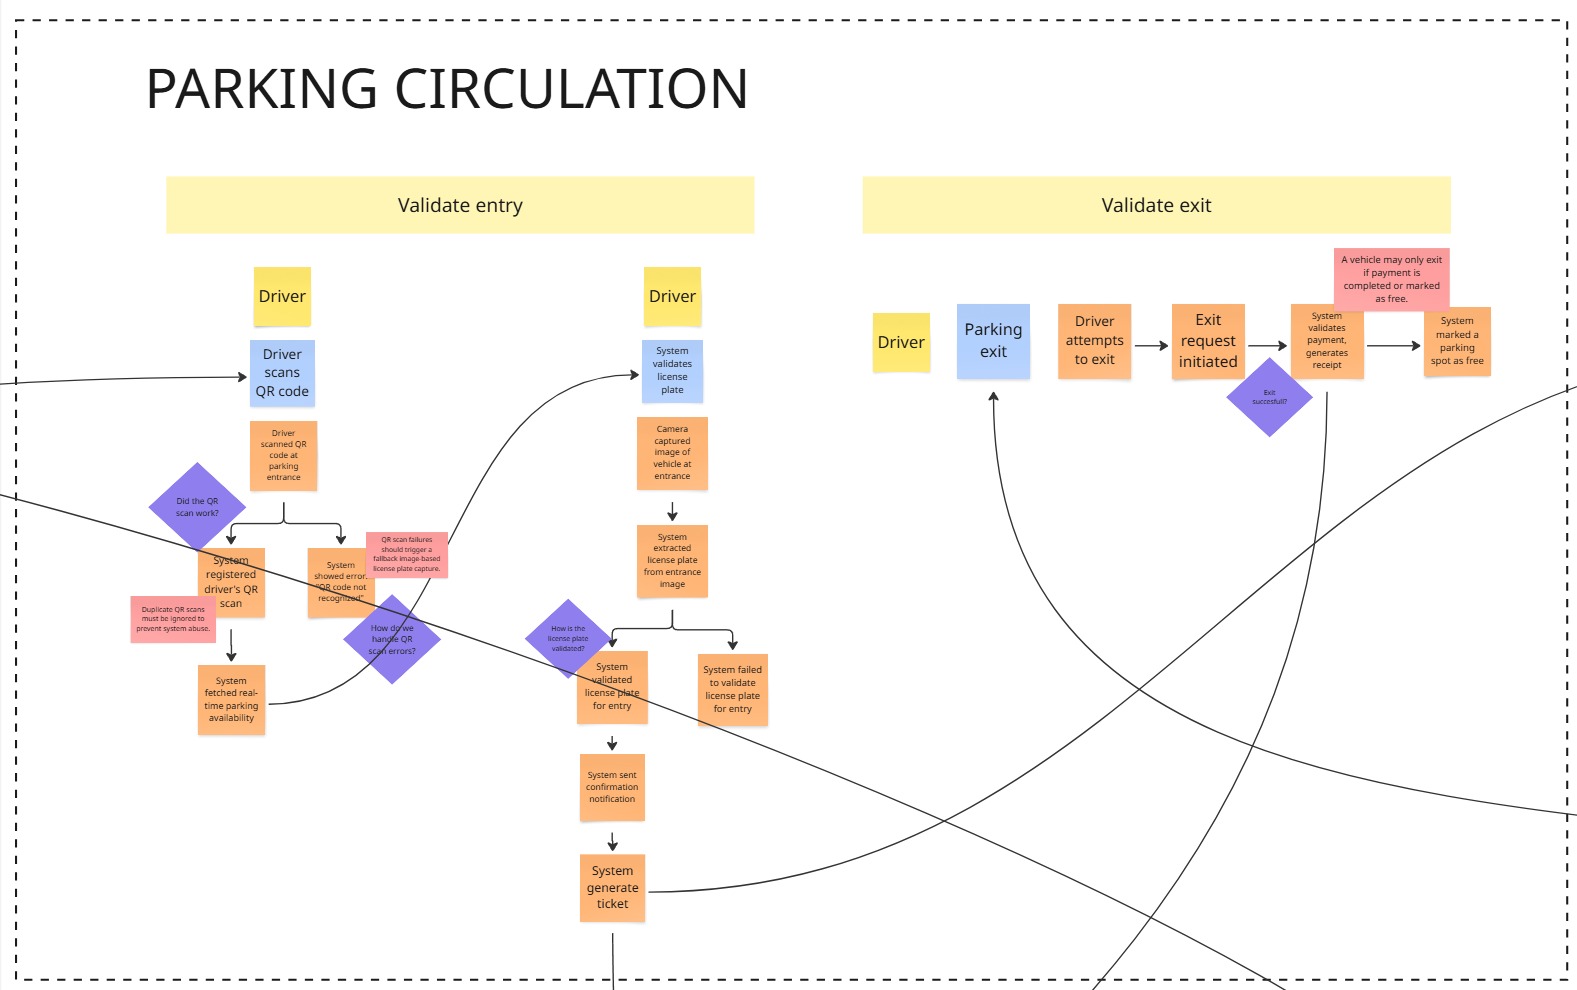 PARKING CIRCULATION
Validate entry
Validate exit
Driver
Driver
scans
QR code
Driver
scanned QR
code at
parking
entrance
Did the QR
scan work?
System
registered
driver's QR
scan
Duplicate QR scans
must be ignored to
prevent system abuse.
System
fetched real-
time parking
availability
System
showed error:
"QR code not
recognized"
QR scan failures
should trigger a
fallback image-based
license plate capture.
How do we
handle QR
scan errors?
Driver
System
validates
license
plate
Camera
captured
image of
vehicle at
entrance
System
extracted
license plate
from entrance
image
How is the
license plate
validated?
System
validated
license plate
for entry
System failed
to validate
license plate
for entry
System sent
confirmation
notification
System
generate
ticket
Driver
Parking
exit
Driver
attempts
to exit
Exit
request
initiated
Exit
succesfull?
System
validates
payment,
generates
receipt
A vehicle may only exit
if payment is
completed or marked
as free.
System
marked a
parking
spot as free